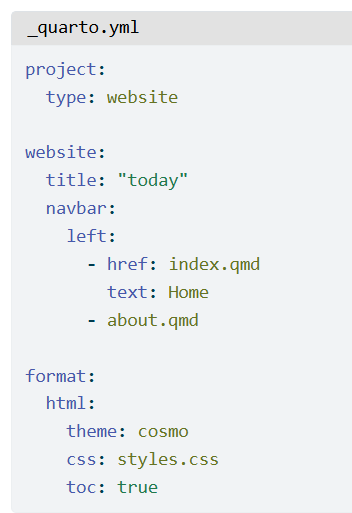 _quarto.yml
project:
  type: website
website:
  title: "today"
  navbar:
    left:
      - href: index.qmd
        text: Home
      - about.qmd
format:
  html:
    theme: cosmo
    css: styles.css
    toc: true